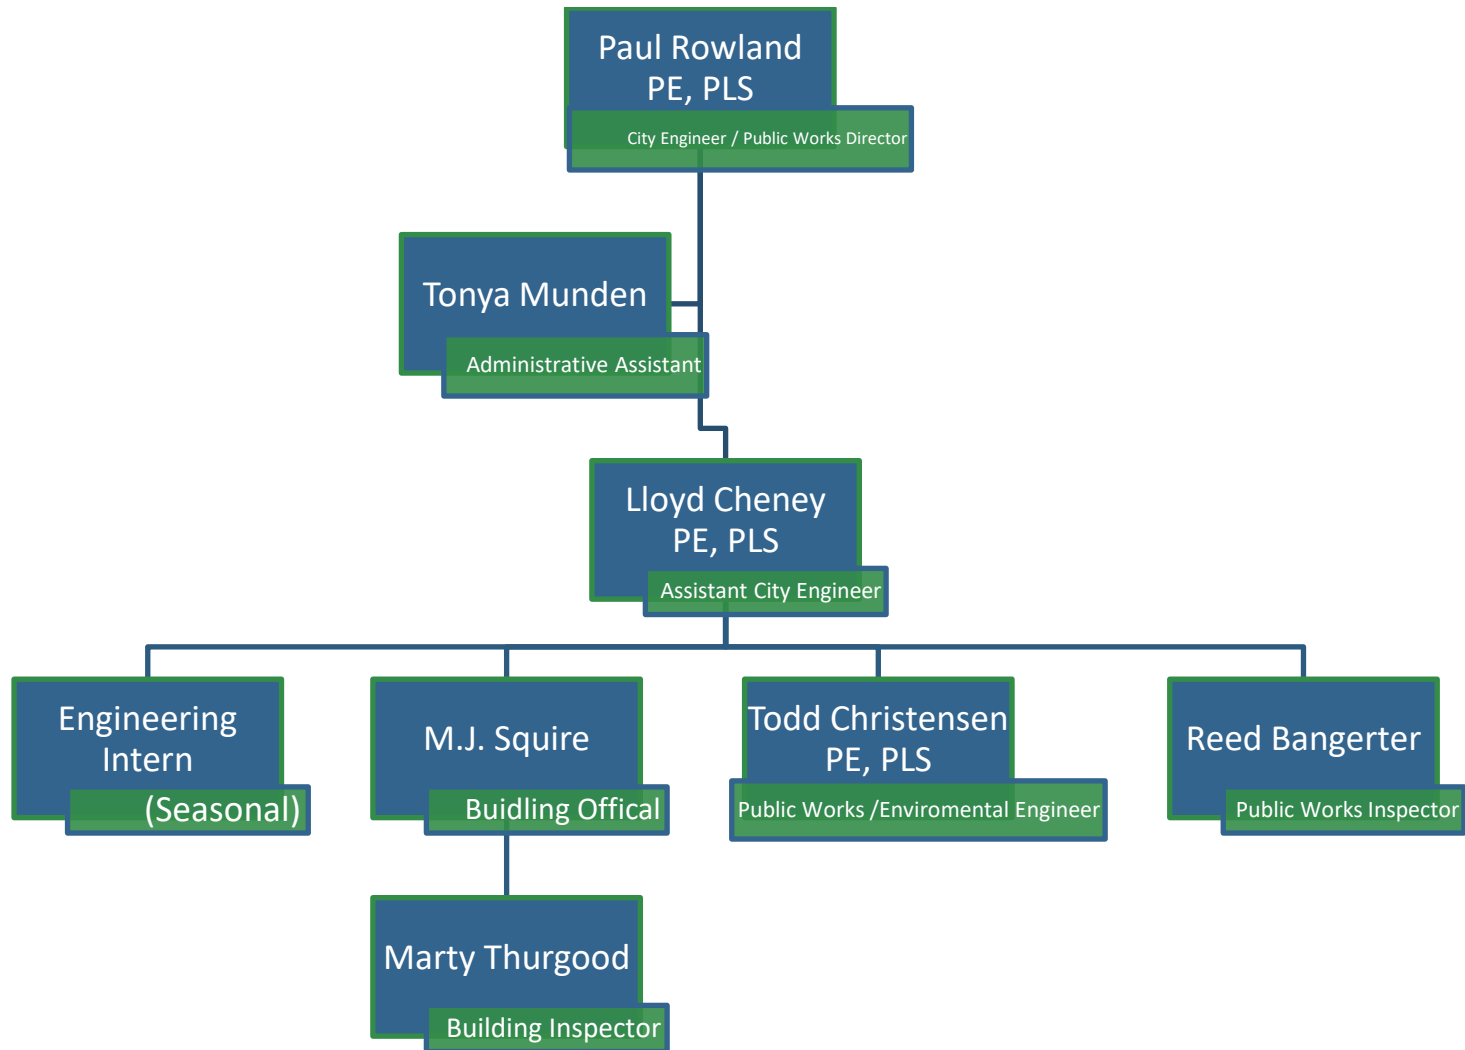 Paul Rowland
PE, PLS
City Engineer / Public Works Director
Tonya Munden
Administrative Assistant
Lloyd Cheney
PE, PLS
Assistant City Engineer
Engineering
Intern
(Seasonal)
M.J. Squire
Buidling Offical
Todd Christensen
PE, PLS
Public Works /Enviromental Engineer
Reed Bangerter
Public Works Inspector
Marty Thurgood
Building Inspector